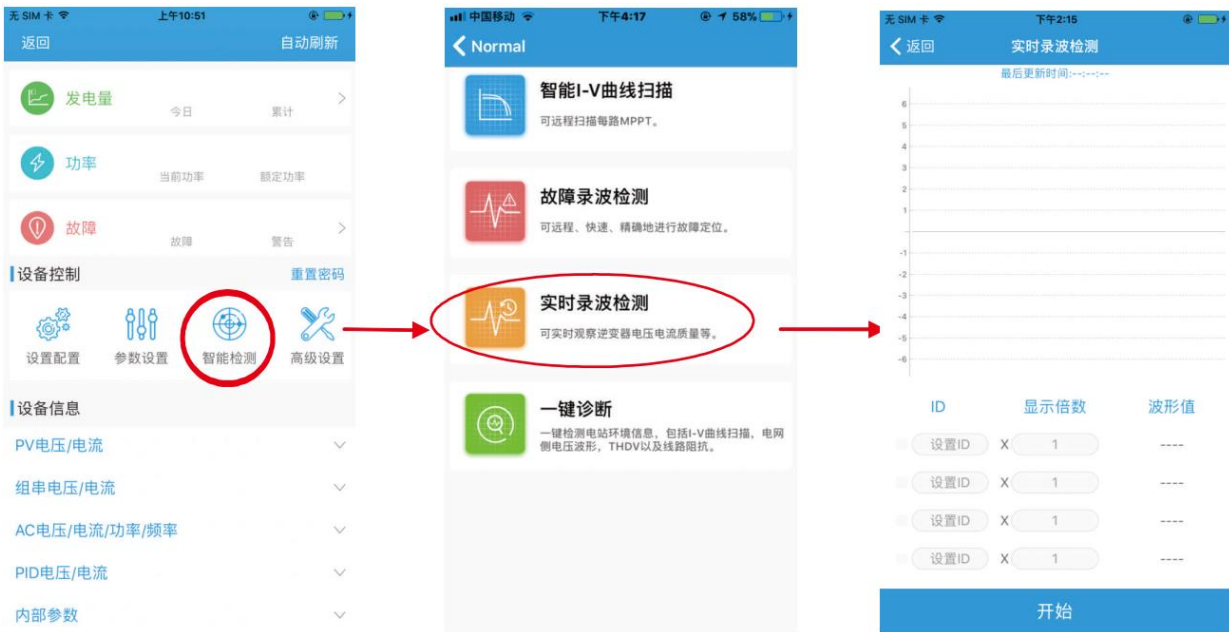 无 SIM 卡 上午10:51
返回 自动刷新
发电量 今日 累计
功率 当前功率 额定功率
故障 故障 警告
设备控制 重置密码
设置配置 参数设置 智能检测 高级设置
设备信息
PV电压/电流
组串电压/电流
AC电压/电流/功率/频率
PID电压/电流
内部参数
中国移动 下午4:17 58%
Normal
智能I-V曲线扫描
可远程扫描每路MPPT。
故障录波检测
可远程、快速、精确地进行故障定位。
实时录波检测
可实时观察逆变器电压电流质量等。
一键诊断
一键检测电站环境信息，包括I-V曲线扫描，电网
侧电压波形，THDV以及线路阻抗。
无 SIM 卡 下午2:15
返回 实时录波检测
最后更新时间:--:--:--
6
5
4
3
2
1
-1
-2
-3
-4
-5
-6
ID 显示倍数 波形值
设置ID X 1 ----
设置ID X 1 ----
设置ID X 1 ----
设置ID X 1 ----
开始